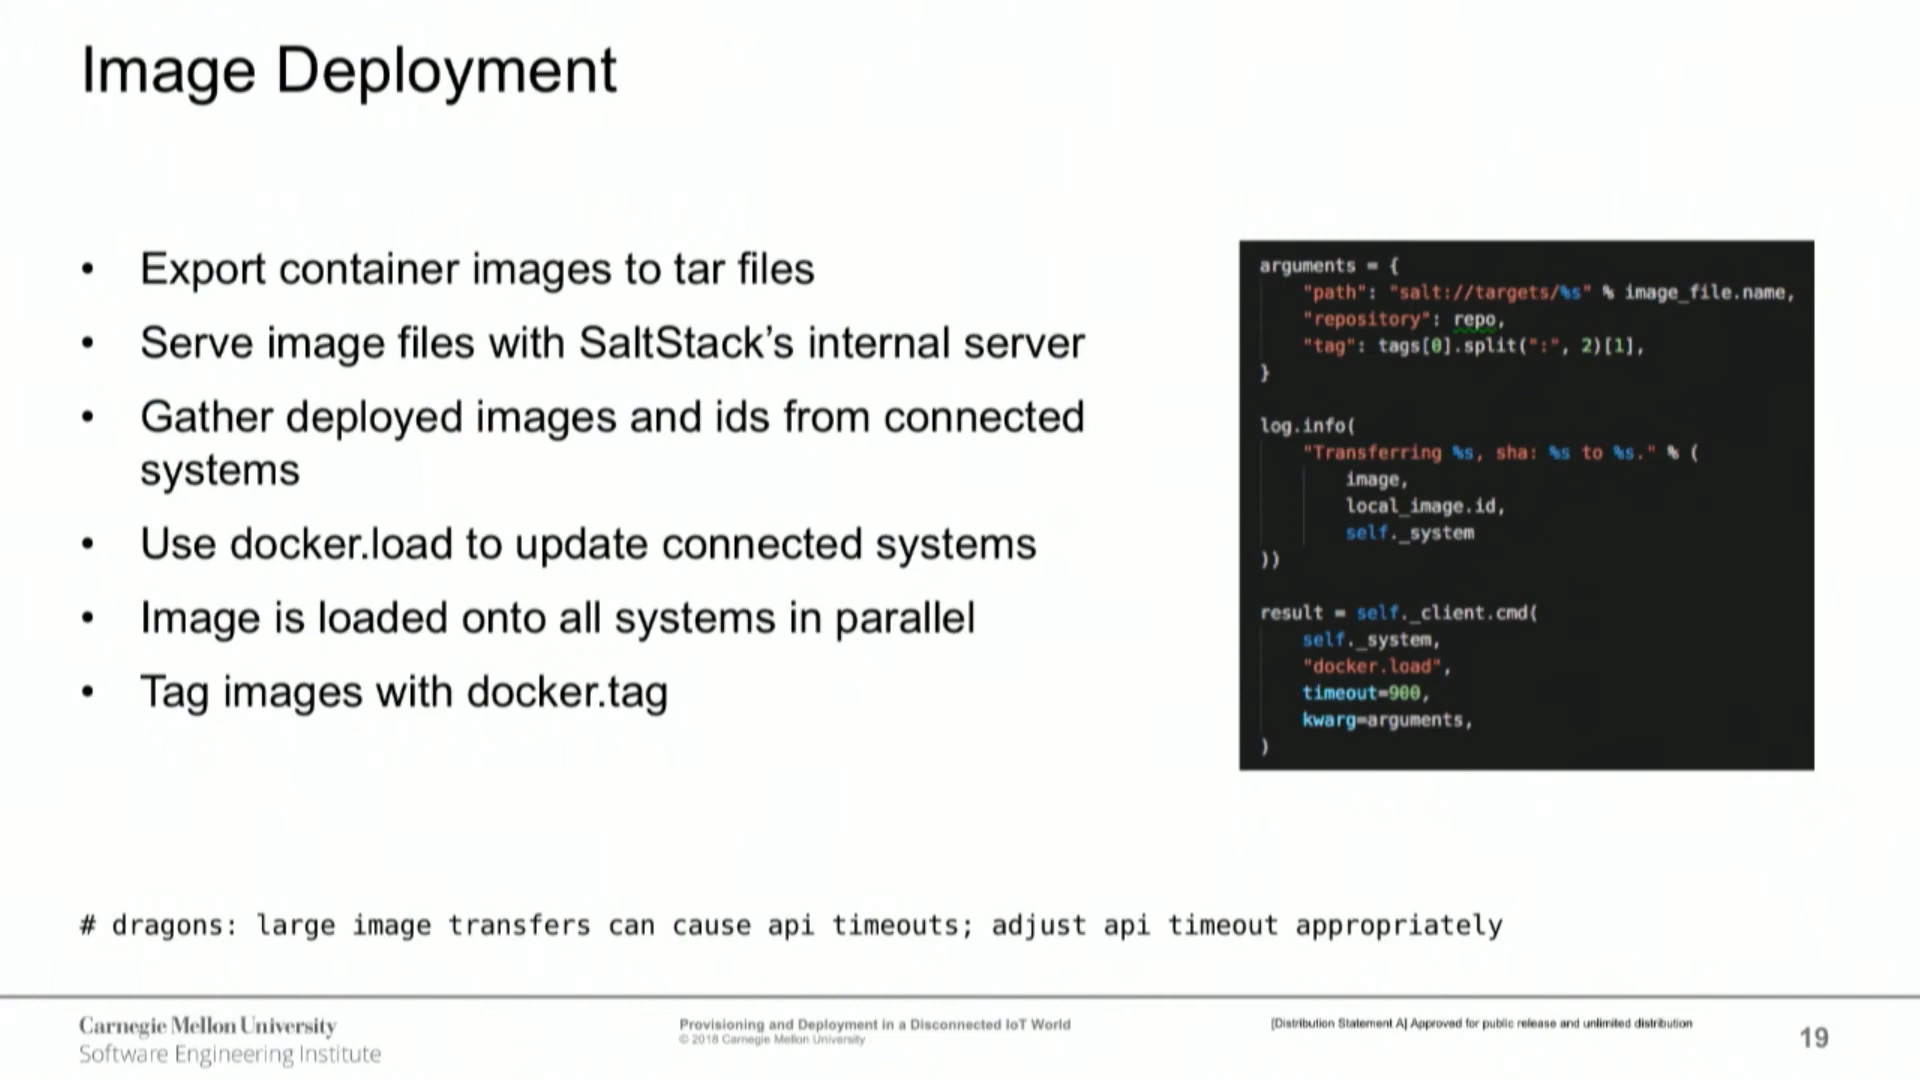 Image Deployment
• Export container images to tar files
• Serve image files with SaltStack’s internal server
• Gather deployed images and ids from connected
systems
• Use docker.load to update connected systems
• Image is loaded onto all systems in parallel
• Tag images with docker.tag
arguments = {
"path": "salt://targets/%s" % image_file.name,
"repository": repo,
"tag": tags[0].split(":", 2)[1],
}
log.info(
"Transferring %s, sha: %s to %s." % (
image,
local_image.id,
self._system
))
result = self._client.cmd(
self._system,
"docker.load",
timeout=900,
kwarg=arguments,
)
# dragons: large image transfers can cause api timeouts; adjust api timeout appropriately
Carnegie Mellon University
Software Engineering Institute
Provisioning and Deployment in a Disconnected IoT World
© 2018 Carnegie Mellon University
[Distribution Statement A] Approved for public release and unlimited distribution
19